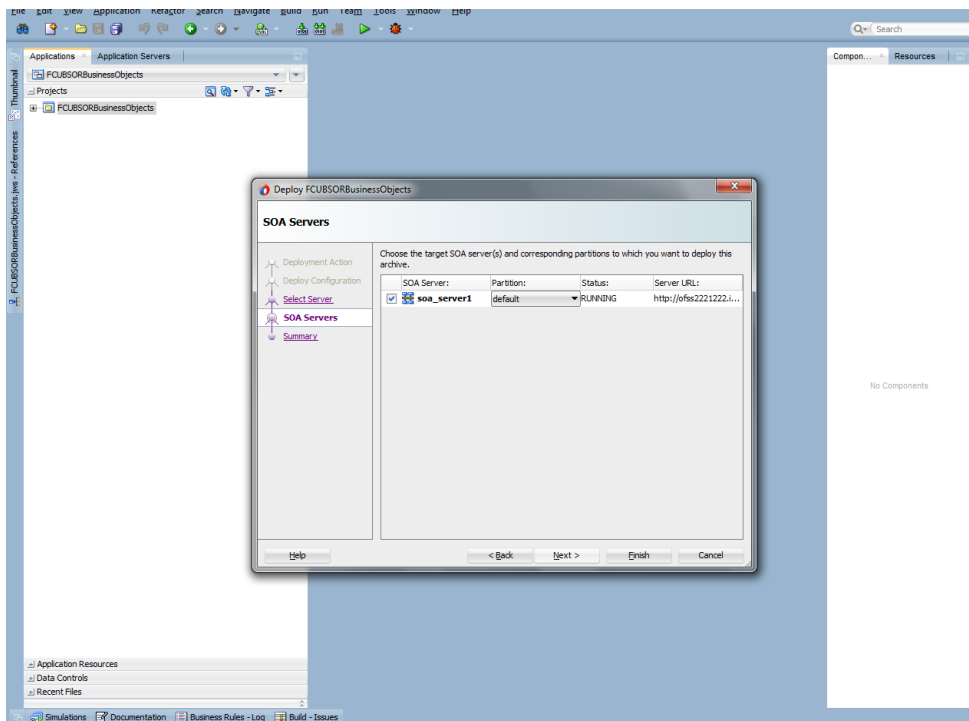 File Edit View Application Refactor Search Navigate Build Run Team Tools Window Help
Search
Applications Application Servers
Compon... Resources
FCUBSORBusinessObjects
Projects
FCUBSORBusinessObjects
Thumbnail
FCUBSORBusinessObjects.jws - References
Deploy FCUBSORBusinessObjects
SOA Servers
Deployment Action
Deploy Configuration
Select Server
SOA Servers
Summary
Choose the target SOA server(s) and corresponding partitions to which you want to deploy this
archive.
SOA Server: Partition: Status: Server URL:
soa_server1 default RUNNING http://ofss2221222.i...
No Components
Help < Back Next > Finish Cancel
Application Resources
Data Controls
Recent Files
Simulations Documentation Business Rules - Log Build - Issues